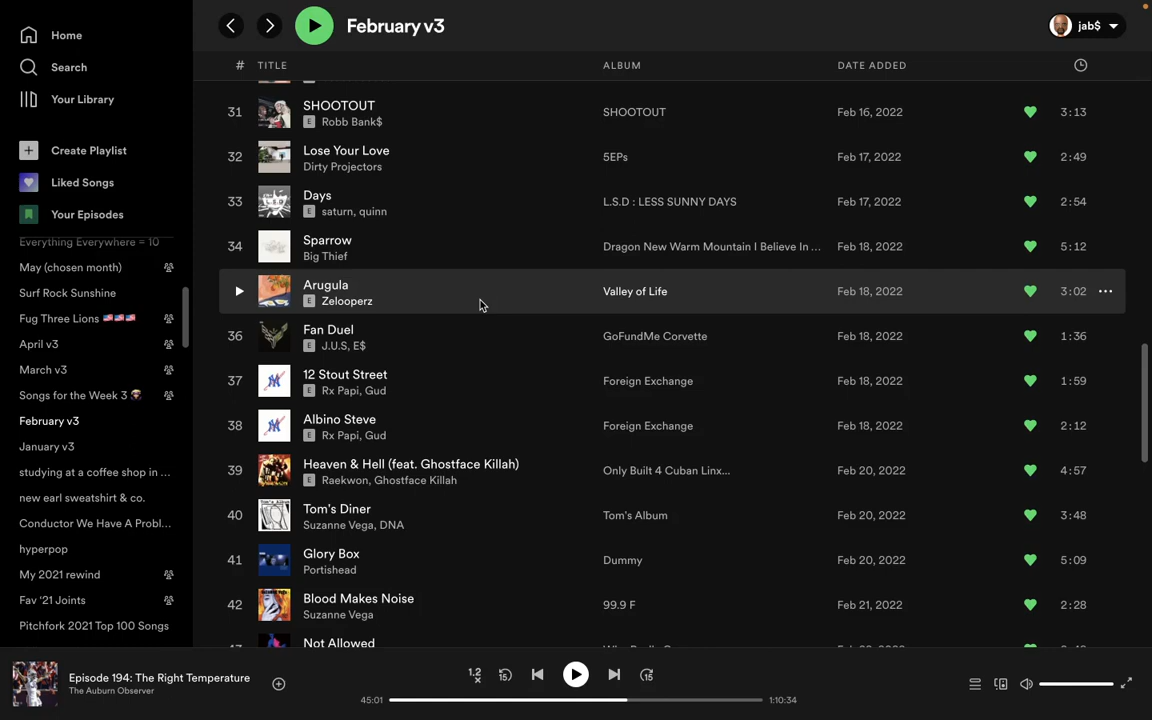 Home
Search
Your Library
Create Playlist
Liked Songs
Your Episodes
Everything Everywhere = 10
May (chosen month)
Surf Rock Sunshine
Fug Three Lions 🇺🇸🇺🇸🇺🇸
April v3
March v3
Songs for the Week 3
February v3
January v3
studying at a coffee shop in ...
new earl sweatshirt & co.
Conductor We Have A Probl...
hyperpop
My 2021 rewind
Fav '21 Joints
Pitchfork 2021 Top 100 Songs
February v3
jab$
# TITLE ALBUM DATE ADDED
31 SHOOTOUT SHOOTOUT Feb 16, 2022 3:13
E Robb Bank$
32 Lose Your Love 5EPs Feb 17, 2022 2:49
Dirty Projectors
33 Days L.S.D : LESS SUNNY DAYS Feb 17, 2022 2:54
E saturn, quinn
34 Sparrow Dragon New Warm Mountain I Believe In ... Feb 18, 2022 5:12
Big Thief
Arugula Valley of Life Feb 18, 2022 3:02
E Zelooperz
36 Fan Duel GoFundMe Corvette Feb 18, 2022 1:36
E J.U.S, E$
37 12 Stout Street Foreign Exchange Feb 18, 2022 1:59
E Rx Papi, Gud
38 Albino Steve Foreign Exchange Feb 18, 2022 2:12
E Rx Papi, Gud
39 Heaven & Hell (feat. Ghostface Killah) Only Built 4 Cuban Linx... Feb 20, 2022 4:57
E Raekwon, Ghostface Killah
40 Tom's Diner Tom's Album Feb 20, 2022 3:48
Suzanne Vega, DNA
41 Glory Box Dummy Feb 20, 2022 5:09
Portishead
42 Blood Makes Noise 99.9 F Feb 21, 2022 2:28
Suzanne Vega
Not Allowed
Episode 194: The Right Temperature
The Auburn Observer
1.2x
15
15
45:01
1:10:34